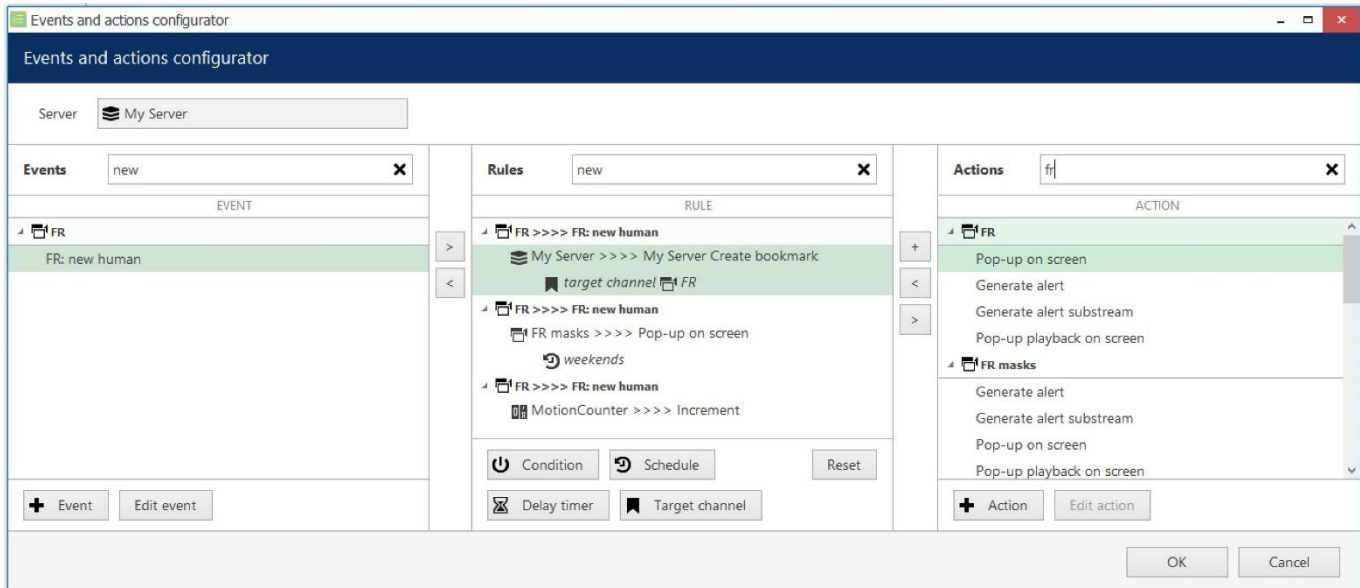 Events and actions configurator
Events and actions configurator
Server My Server
Events new
EVENT
FR
FR: new human
+ Event Edit event
>
<
Rules new
RULE
FR >>>> FR: new human
My Server >>>> My Server Create bookmark
target channel FR
FR >>>> FR: new human
FR masks >>>> Pop-up on screen
weekends
FR >>>> FR: new human
MotionCounter >>>> Increment
Condition Schedule Reset
Delay timer Target channel
+
<
>
Actions fr
ACTION
FR
Pop-up on screen
Generate alert
Generate alert substream
Pop-up playback on screen
FR masks
Generate alert
Generate alert substream
Pop-up on screen
Pop-up playback on screen
+ Action Edit action
OK Cancel